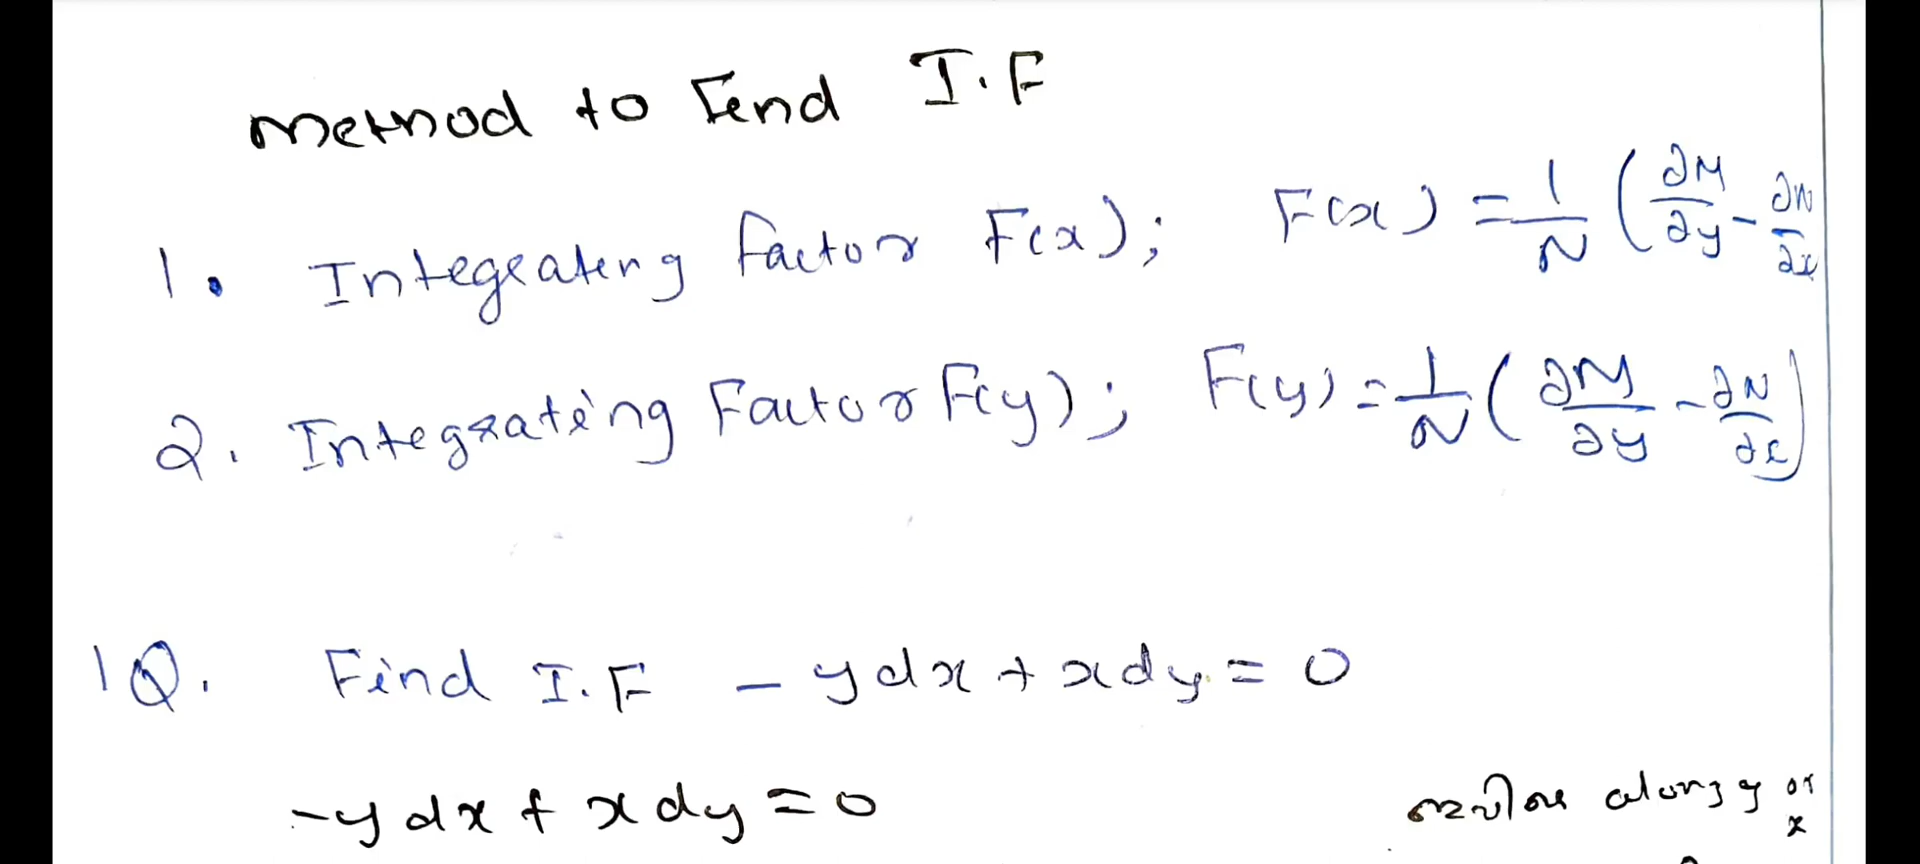 Method to Find I.F
1. Integrating factor F(x); F(x) = 1/N (∂M/∂y - ∂N/∂x
2. Integrating Factor F(y); F(y) = 1/N (∂M/∂y - ∂N/∂x)
1Q. Find I.F - ydx + xdy = 0
-ydx + xdy = 0
along y or x